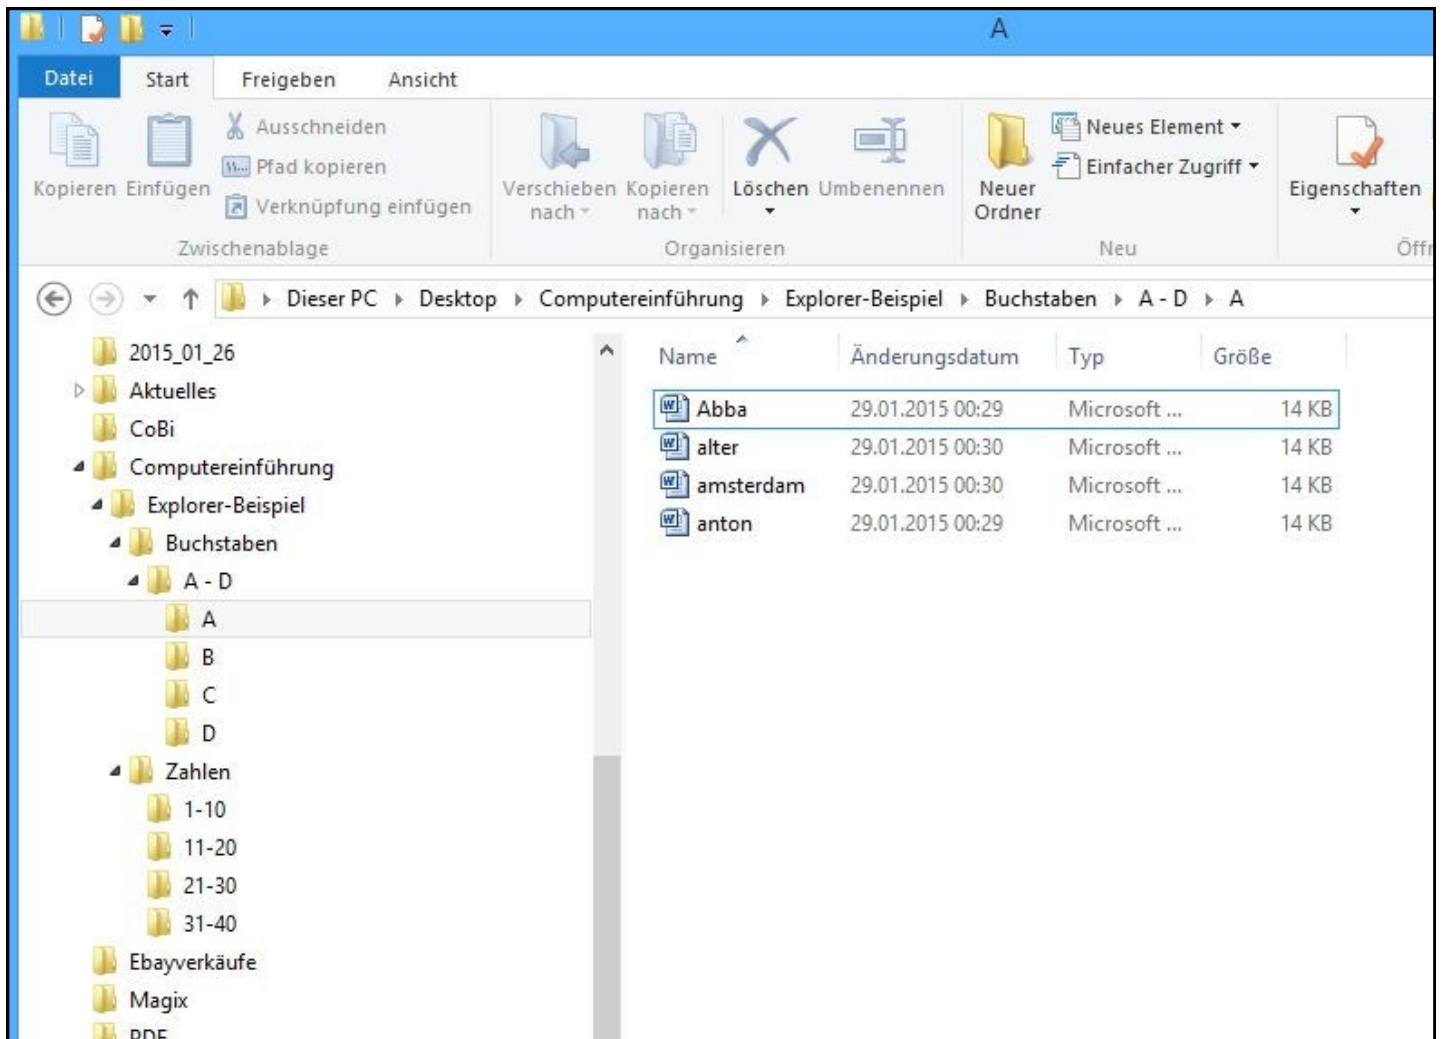 A
Datei Start Freigeben Ansicht
Kopieren Einfügen
Ausschneiden
Pfad kopieren
Verknüpfung einfügen
Verschieben nach
Kopieren nach
Löschen Umbenennen
Neuer Ordner
Neues Element
Einfacher Zugriff
Eigenschaften
Zwischenablage Organisieren Neu
Dieser PC Desktop Computereinführung Explorer-Beispiel Buchstaben A - D A
2015_01_26
Aktuelles
CoBi
Computereinführung
Explorer-Beispiel
Buchstaben
A - D
A
B
C
D
Zahlen
1-10
11-20
21-30
31-40
Ebayverkäufe
Magix
PDF
Name Änderungsdatum Typ Größe
Abba 29.01.2015 00:29 Microsoft ... 14 KB
alter 29.01.2015 00:30 Microsoft ... 14 KB
amsterdam 29.01.2015 00:30 Microsoft ... 14 KB
anton 29.01.2015 00:29 Microsoft ... 14 KB